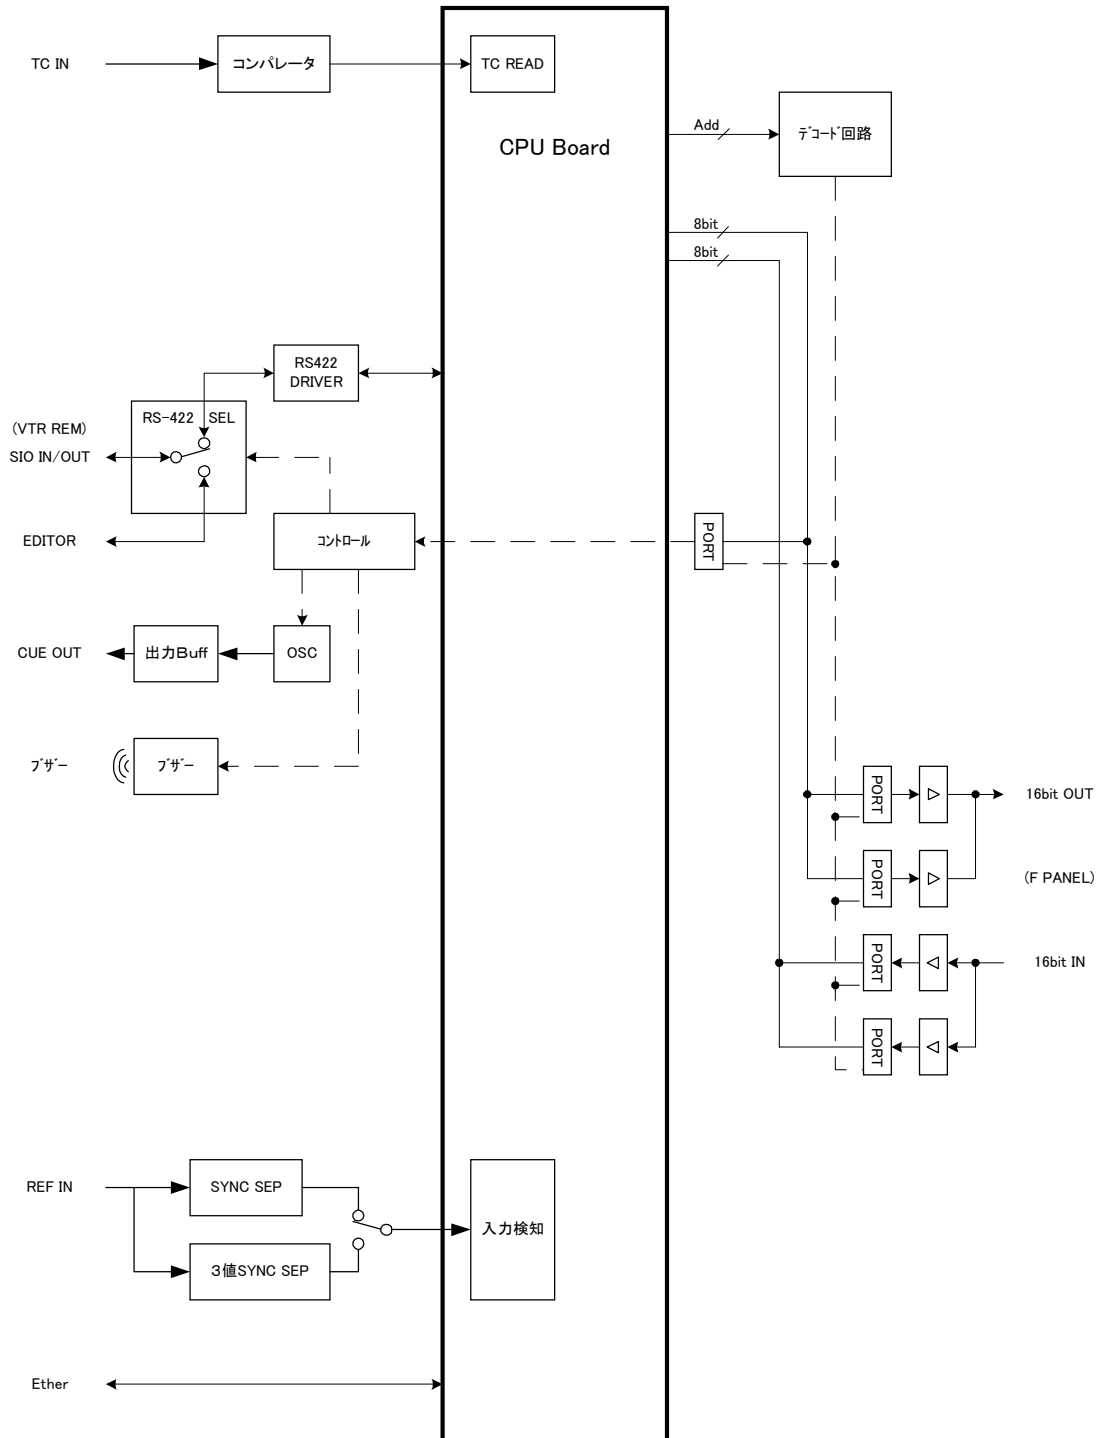 TC IN
コンパレータ
TC READ
CPU Board
Add
デコード回路
8bit
8bit
RS422
DRIVER
RS-422 SEL
(VTR REM)
SIO IN/OUT
EDITOR
コントロール
PORT
CUE OUT
出力Buff
OSC
ブザー
ブザー
PORT
16bit OUT
PORT
(F PANEL)
PORT
16bit IN
PORT
REF IN
SYNC SEP
入力検知
3値SYNC SEP
Ether